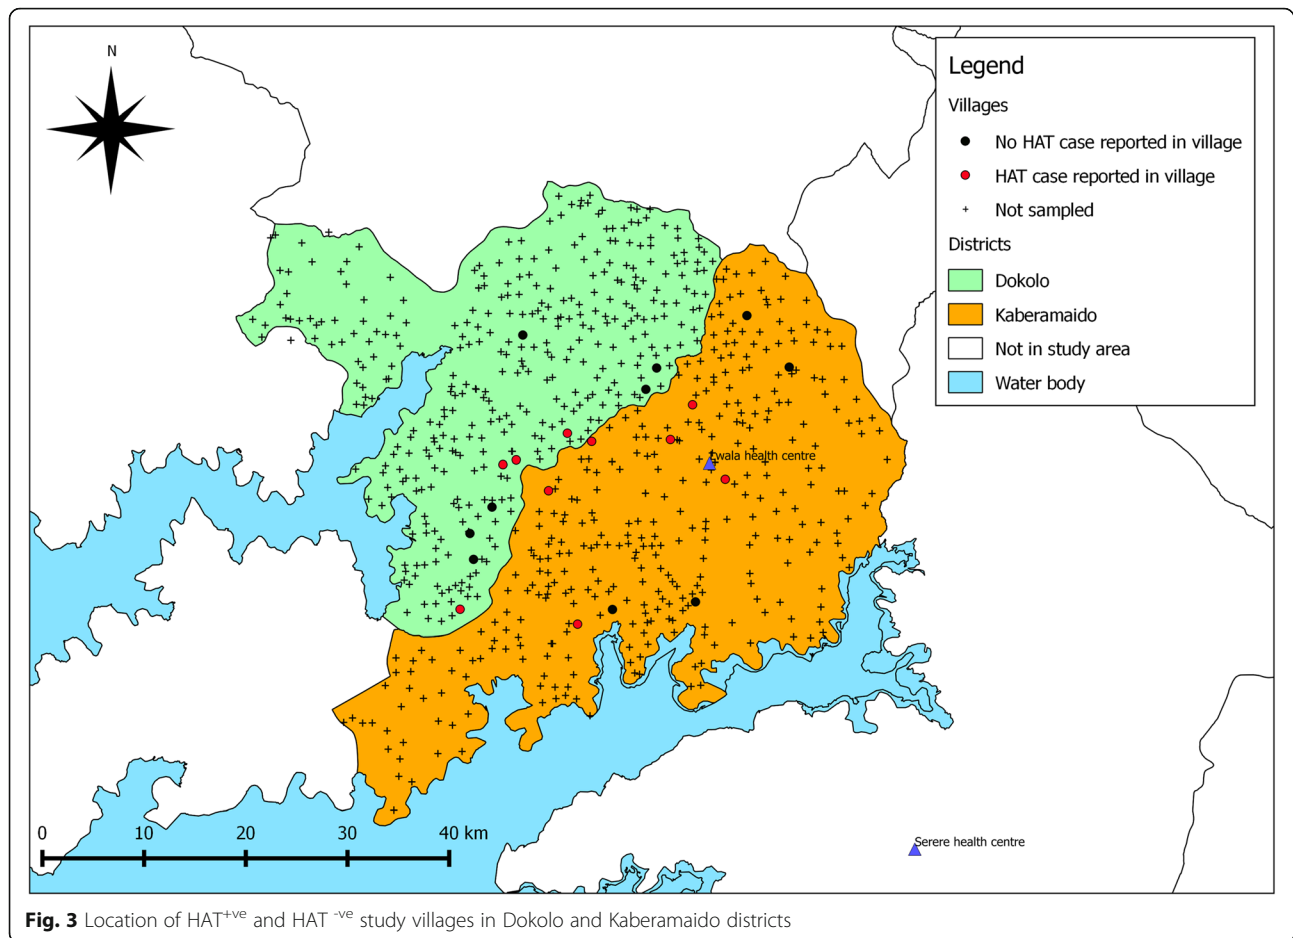 N
Legend
Villages
No HAT case reported in village
HAT case reported in village
Not sampled
Districts
Dokolo
Kaberamaido
Not in study area
Water body
Lwala health centre
Serere health centre
0 10 20 30 40 km
Fig. 3 Location of HAT+ve and HAT -ve study villages in Dokolo and Kaberamaido districts